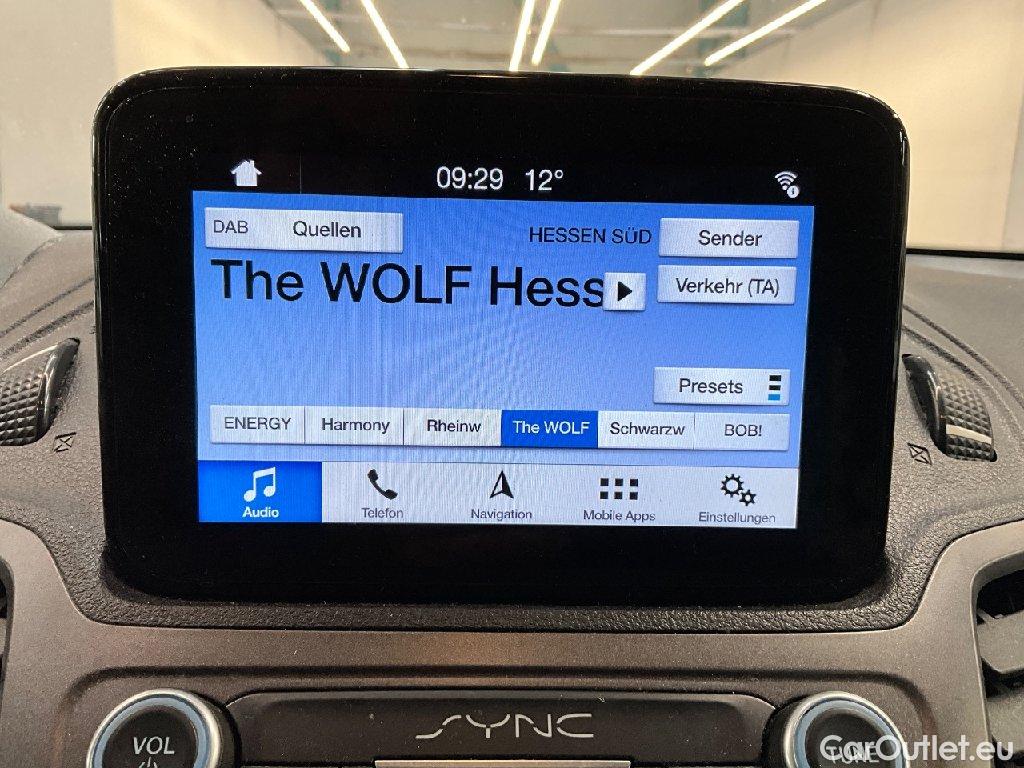 09:29 12°
DAB Quellen HESSEN SÜD Sender
The WOLF Hess
Verkehr (TA)
Presets
ENERGY Harmony Rheinw The WOLF Schwarzw BOB!
Audio Telefon Navigation Mobile Apps Einstellungen
SYNC
VOL TUNE
CarOutlet.eu